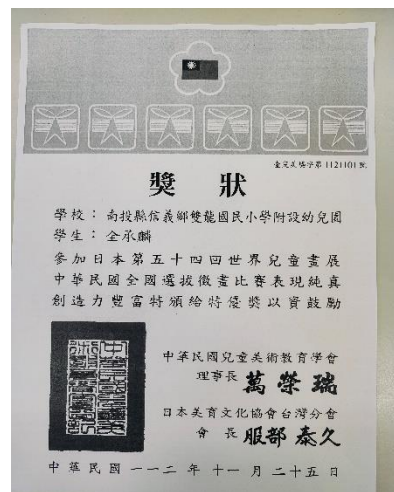 臺兒美獎字第1121101號
獎狀
學校：南投縣信義鄉雙龍國民小學附設幼兒園
學生：全承麟
參加日本第五十四回世界兒童畫展
中華民國全國選拔徵畫比賽表現純真
創造力豐富特頒給特優獎以資鼓勵
中華民國兒童美術教育學會
理事長 萬榮瑞
日本美育文化協會台灣分會
會長 服部泰久
中華民國一一二年十一月二十五日